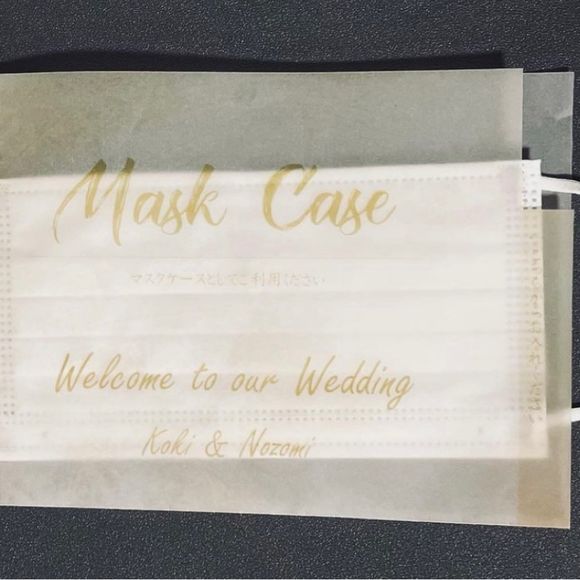 Mask Case
マスクケースとしてご利用ください
Welcome to our Wedding
Koki & Nozomi